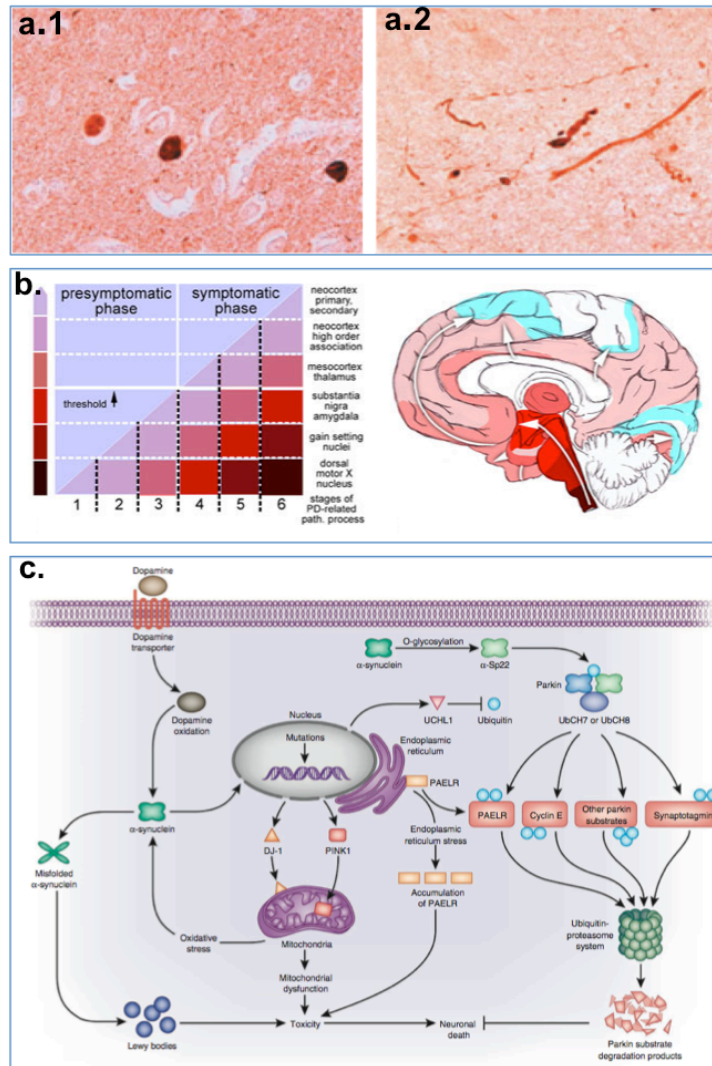 a.1
a.2
b.
presymptomatic
phase
symptomatic
phase
threshold
neocortex
primary,
secondary
neocortex
high order
association
mesocortex
thalamus
substantia
nigra
amygdala
gain setting
nuclei
dorsal
motor X
nucleus
1 2 3 4 5 6
stages of
PD-related
path. process
c.
Dopamine
Dopamine
transporter
Dopamine
oxidation
α-synuclein
Misfolded
α-synuclein
Lewy bodies
Oxidative
stress
Nucleus
Mutations
DJ-1
PINK1
Mitochondria
Mitochondrial
dysfunction
Toxicity
Neuronal
death
UCHL1
Ubiquitin
Endoplasmic
reticulum
PAELR
Endoplasmic
reticulum stress
Accumulation
of PAELR
α-synuclein
O-glycosylation
α-Sp22
Parkin
UbCH7 or UbCH8
PAELR
Cyclin E
Other parkin
substrates
Synaptotagmin
Ubiquitin-
proteasome
system
Parkin substrate
degradation products